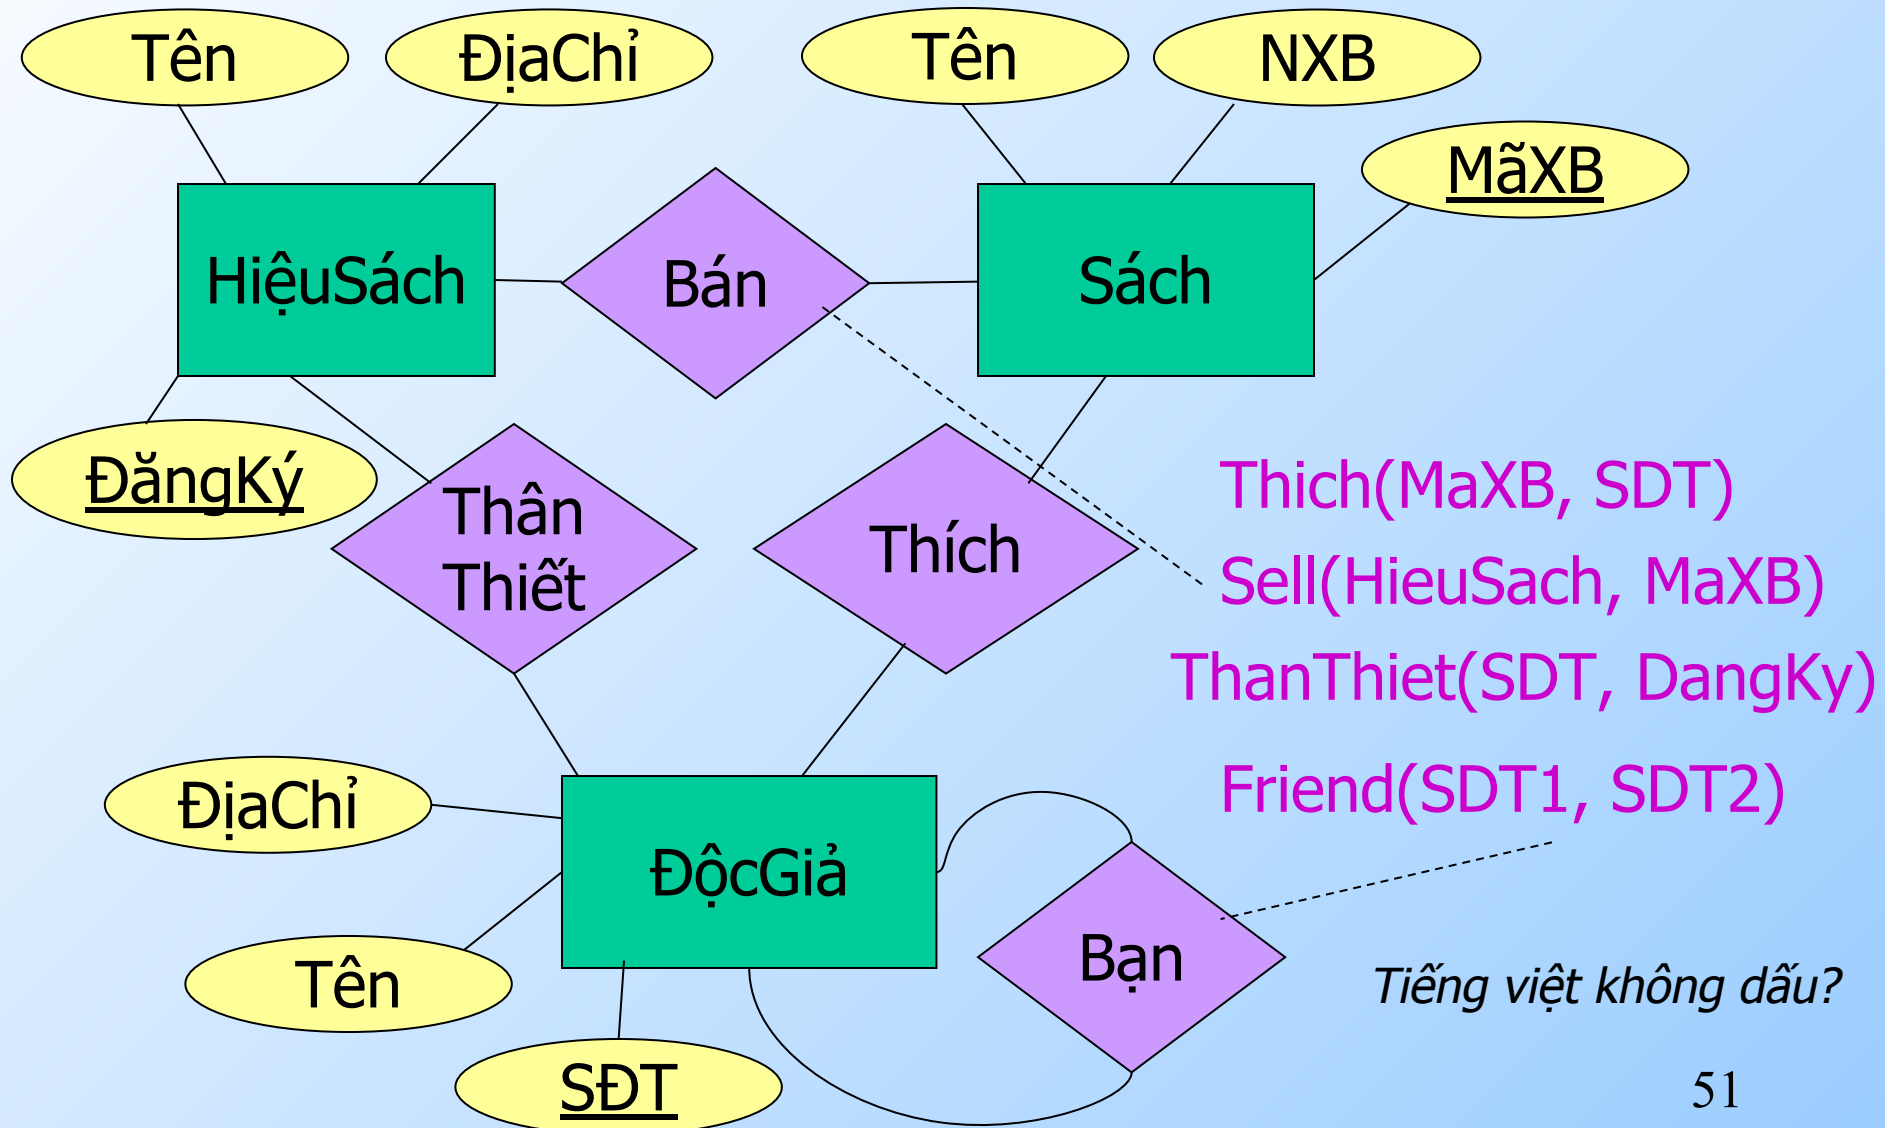 Tên
ĐịaChỉ
Tên
NXB
MãXB
HiệuSách
Bán
Sách
ĐăngKý
Thân
Thiết
Thích
Thich(MaXB, SDT)
Sell(HieuSach, MaXB)
ThanThiet(SDT, DangKy)
Friend(SDT1, SDT2)
ĐịaChỉ
ĐộcGiả
Tên
Bạn
Tiếng việt không dấu?
SĐT
51